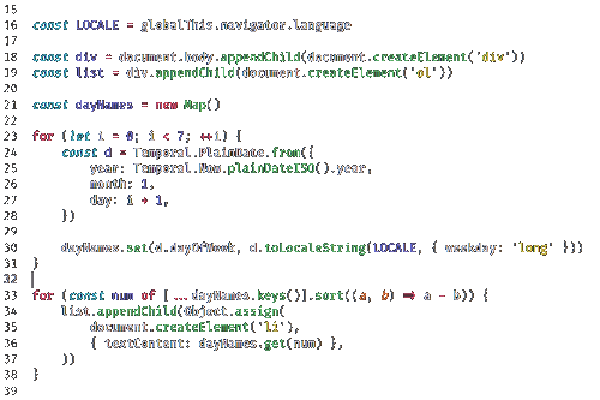 15
16 const LOCALE = globalThis.navigator.language
17
18 const div = document.body.appendChild(document.createElement('div'))
19 const list = div.appendChild(document.createElement('ol'))
20
21 const dayNames = new Map()
22
23 for (let i = 0; i < 7; ++i) {
24     const d = Temporal.PlainDate.from({
25         year: Temporal.Now.plainDateISO().year,
26         month: 1,
27         day: i + 1,
28     })
29
30     dayNames.set(d.dayOfWeek, d.toLocaleString(LOCALE, { weekday: 'long' }))
31 }
32
33 for (const num of [...dayNames.keys()].sort((a, b) => a - b)) {
34     list.appendChild(Object.assign(
35         document.createElement('li'),
36         { textContent: dayNames.get(num) },
37     ))
38 }
39